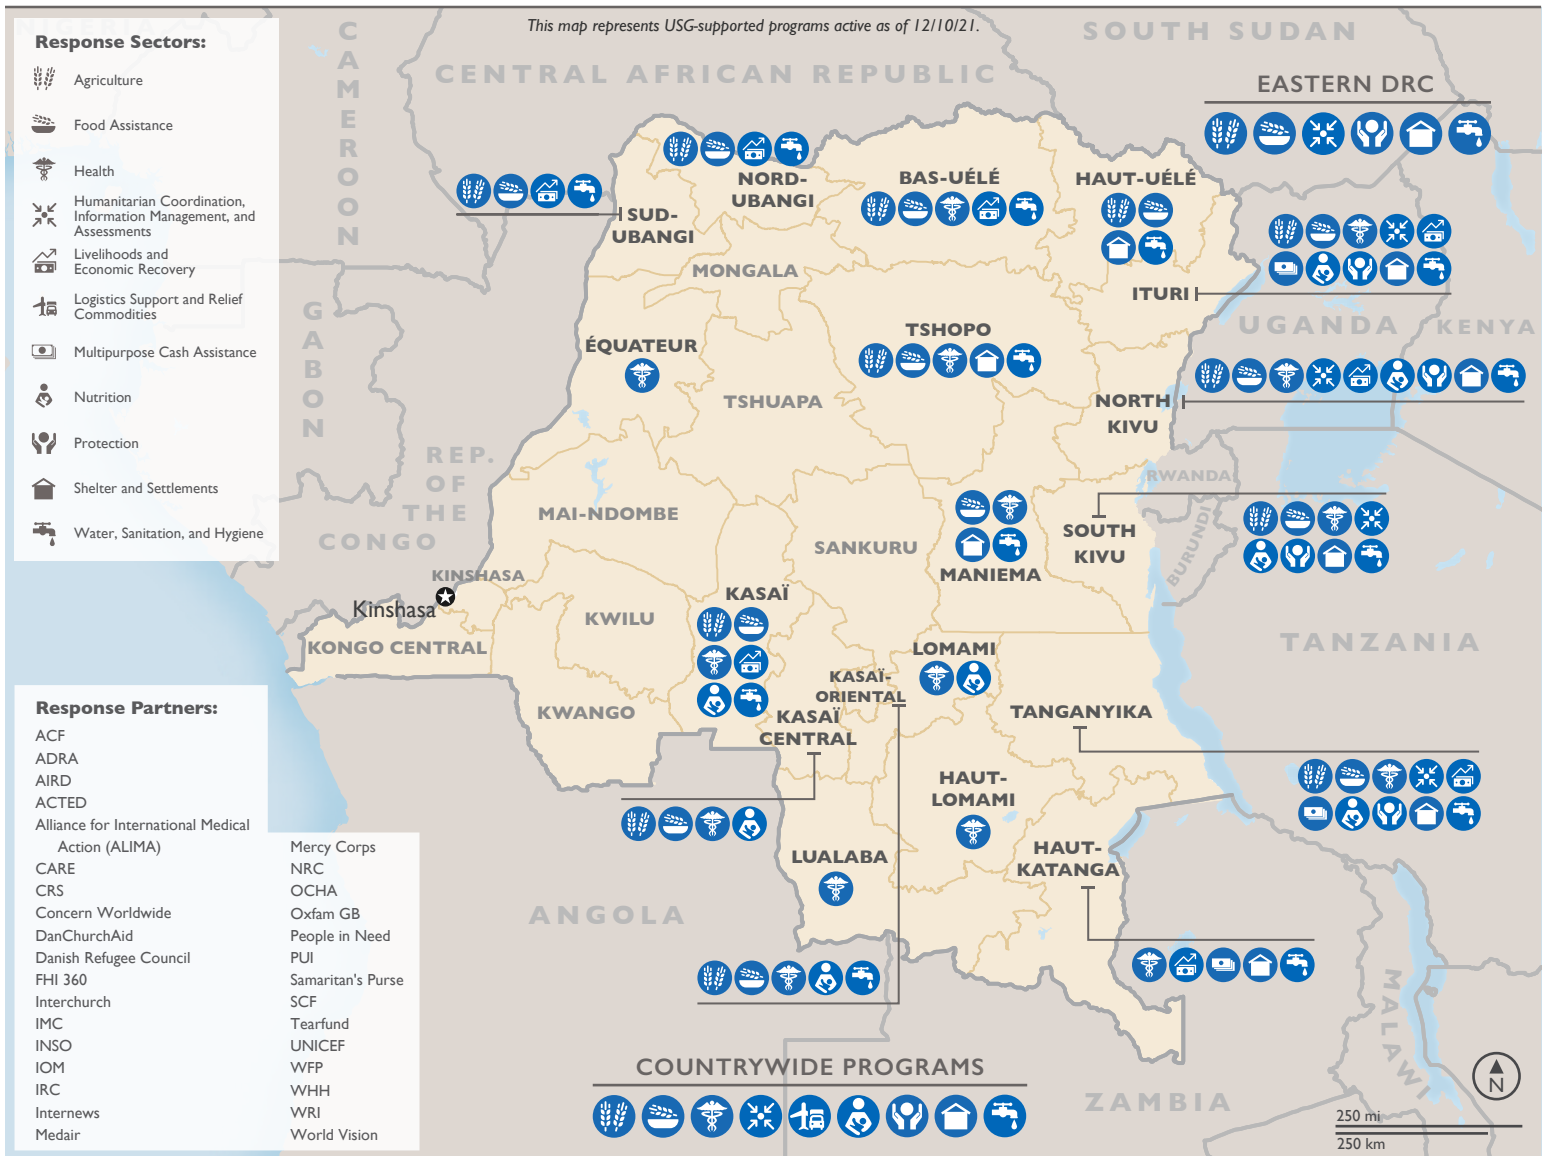 This map represents USG-supported programs active as of 12/10/21.
Response Sectors:
Agriculture
Food Assistance
Health
Humanitarian Coordination,
Information Management, and
Assessments
Livelihoods and
Economic Recovery
Logistics Support and Relief
Commodities
Multipurpose Cash Assistance
Nutrition
Protection
Shelter and Settlements
Water, Sanitation, and Hygiene
NIGERIA
CAMEROON
CENTRAL AFRICAN REPUBLIC
SOUTH SUDAN
EASTERN DRC
NORD-
UBANGI
BAS-UÉLÉ
HAUT-UÉLÉ
SUD-
UBANGI
MONGALA
ITURI
GABON
UGANDA
KENYA
ÉQUATEUR
TSHOPO
TSHUAPA
NORTH
KIVU
REP.
OF
THE
CONGO
RWANDA
BURUNDI
MAI-NDOMBE
SANKURU
SOUTH
KIVU
MANIEMA
KINSHASA
Kinshasa
KASAÏ
KWILU
KONGO CENTRAL
TANZANIA
LOMAMI
KASAÏ-
ORIENTAL
KWANGO
KASAÏ
CENTRAL
TANGANYIKA
HAUT-
LOMAMI
LUALABA
HAUT-
KATANGA
ANGOLA
MALAWI
ZAMBIA
Response Partners:
ACF
ADRA
AIRD
ACTED
Alliance for International Medical
Action (ALIMA)
CARE
CRS
Concern Worldwide
DanChurchAid
Danish Refugee Council
FHI 360
Interchurch
IMC
INSO
IOM
IRC
Internews
Medair
Mercy Corps
NRC
OCHA
Oxfam GB
People in Need
PUI
Samaritan's Purse
SCF
Tearfund
UNICEF
WFP
WHH
WRI
World Vision
COUNTRYWIDE PROGRAMS
N
250 mi
250 km